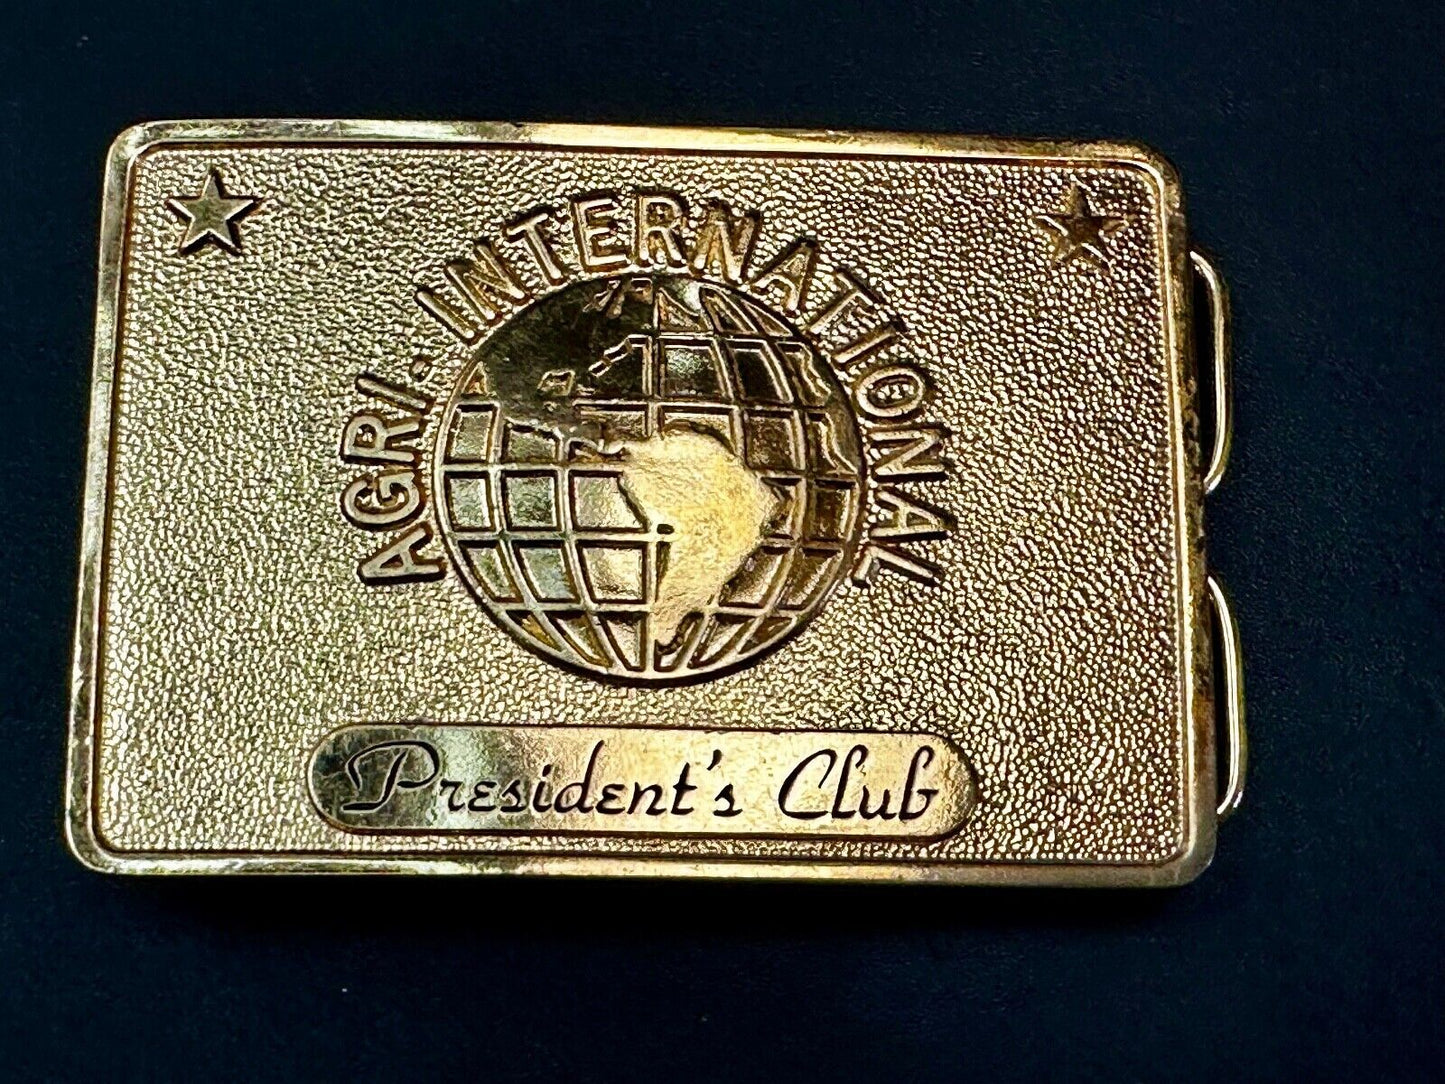 AGRI-INTERNATIONAL
President's Club